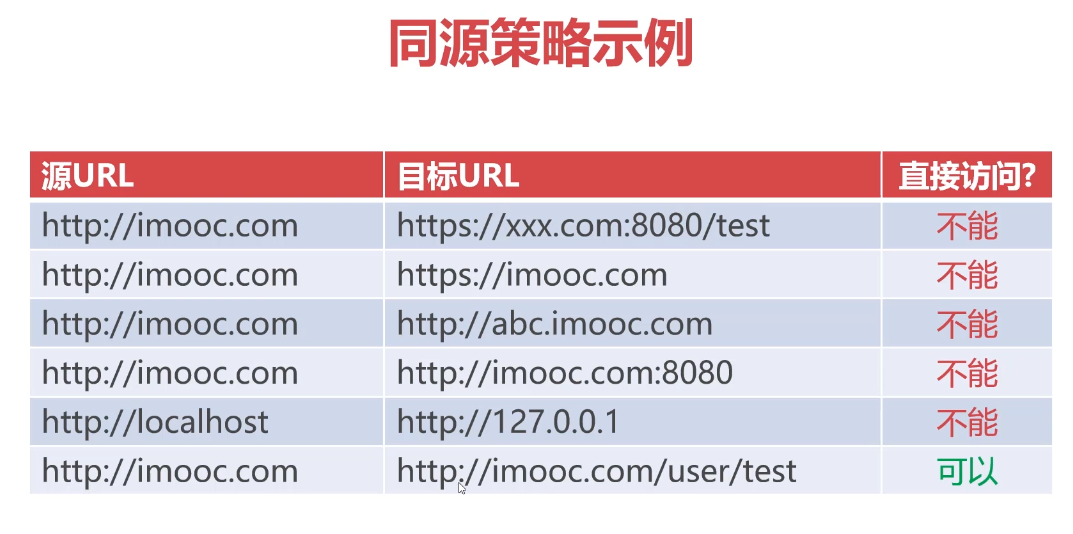 同源策略示例
源URL 目标URL 直接访问?
http://imooc.com https://xxx.com:8080/test 不能
http://imooc.com https://imooc.com 不能
http://imooc.com http://abc.imooc.com 不能
http://imooc.com http://imooc.com:8080 不能
http://localhost http://127.0.0.1 不能
http://imooc.com http://imooc.com/user/test 可以